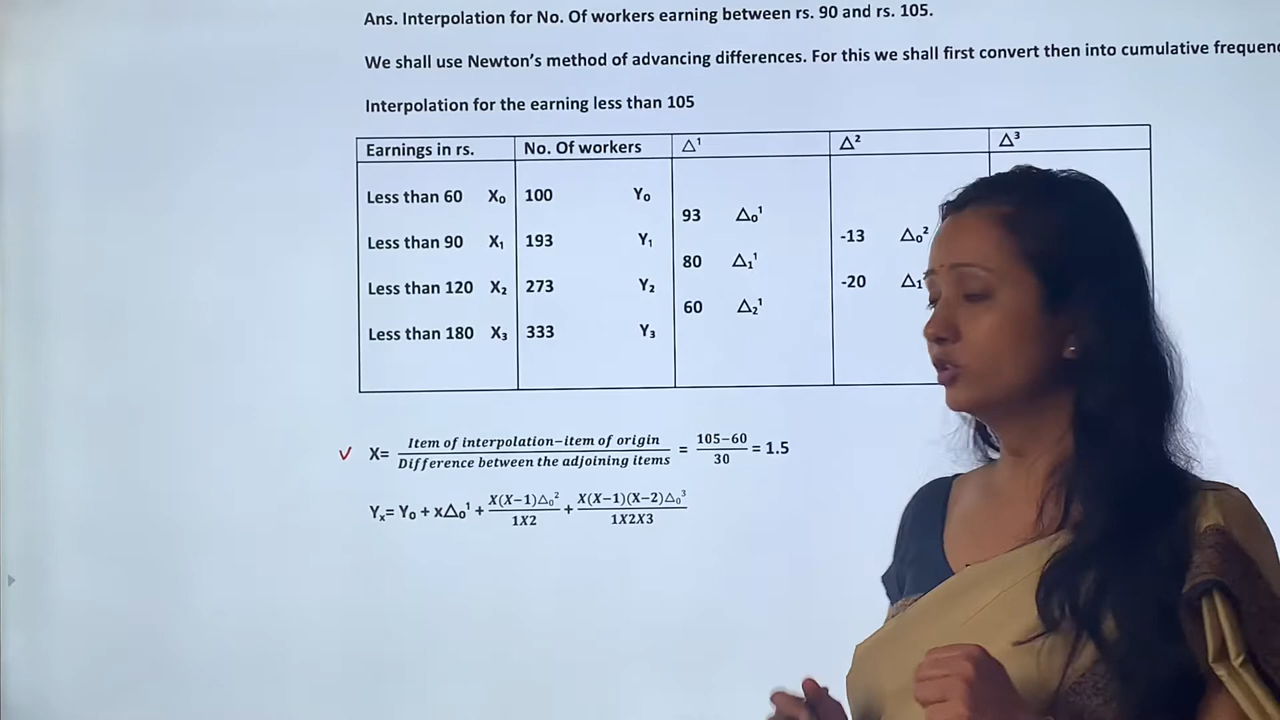 Ans. Interpolation for No. Of workers earning between rs. 90 and rs. 105.
We shall use Newton's method of advancing differences. For this we shall first convert then into cumulative
Interpolation for the earning less than 105
Earnings in rs. No. Of workers Δ¹ Δ² Δ³
Less than 60 X₀ 100 Y₀
93 Δ₀¹
-13 Δ₀²
Less than 90 X₁ 193 Y₁
80 Δ₁¹
-20
Less than 120 X₂ 273 Y₂
60 Δ₂¹
Less than 180 X₃ 333 Y₃
✓ X= Item of interpolation−item of origin / Difference between the adjoining items = 105−60 / 30 = 1.5
Yₓ= Y₀ + xΔ₀¹ + X(X−1)Δ₀² / 1X2 + X(X−1)(X−2)Δ₀³ / 1X2X3